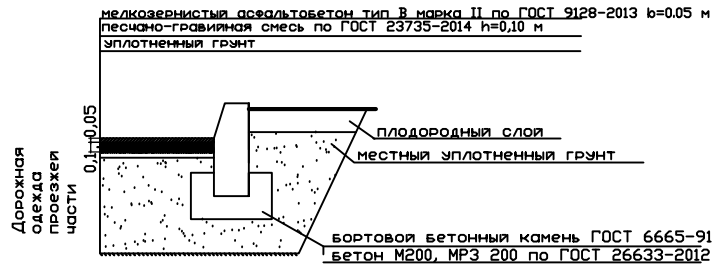 мелкозернистый асфальтобетон тип В марка II по ГОСТ 9128-2013 b=0.05 м
песчано-гравийная смесь по ГОСТ 23735-2014 h=0,10 м
уплотненный грунт
плодородный слой
местный уплотненный грунт
0,1 0,05
Дорожная
одежда
проезжей
части
бортовой бетонный камень ГОСТ 6665-91
бетон М200, МРЗ 200 по ГОСТ 26633-2012